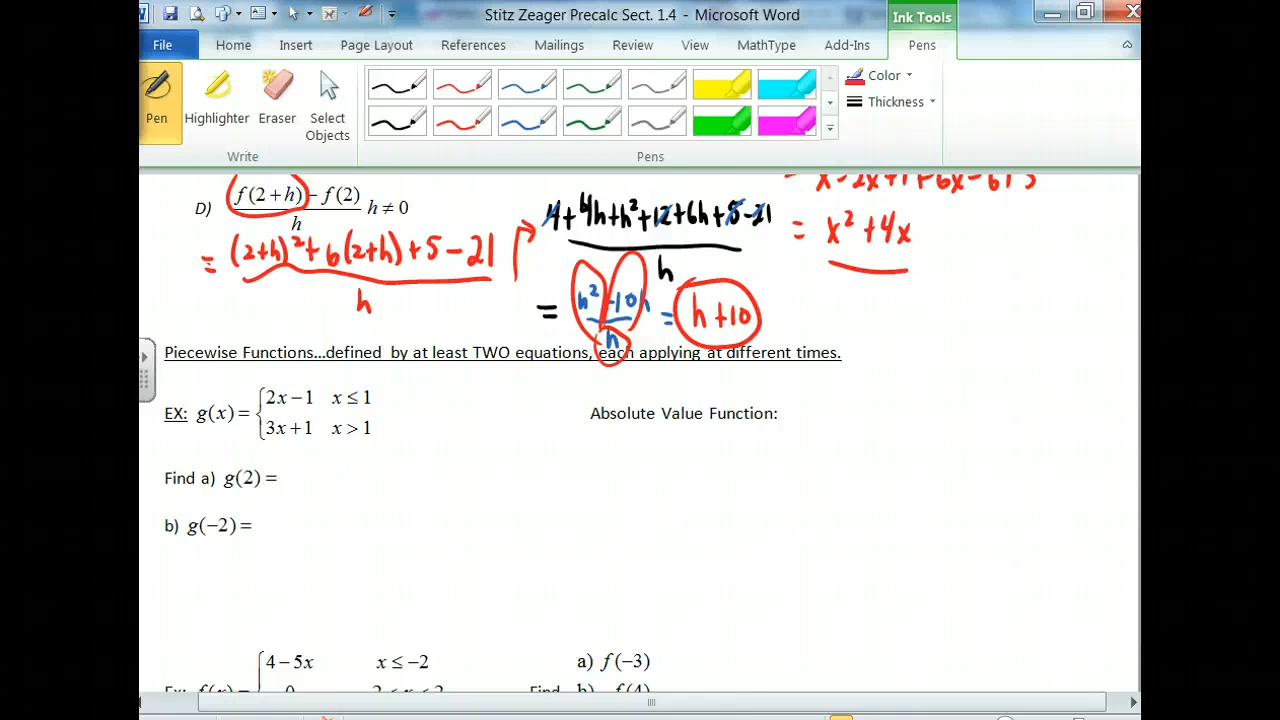 Stitz Zeager Precalc Sect. 1.4 - Microsoft Word
Ink Tools
File Home Insert Page Layout References Mailings Review View MathType Add-Ins Pens
Pen Highlighter Eraser Select Objects
Color
Thickness
Write Pens
D) f(2+h)−f(2) / h h≠0
= (2+h)² + 6(2+h) + 5 − 21 / h
4+4h+h²+12+6h+5−21 / h
= x² + 4x
= h²+10h / h = h+10
Piecewise Functions...defined by at least TWO equations, each applying at different times.
EX: g(x) = { 2x−1 x≤1
3x+1 x>1
Absolute Value Function:
Find a) g(2) =
b) g(−2) =
4−5x x≤−2
a) f(−3)
Ex: f(x) = 0
Find b) f(4)